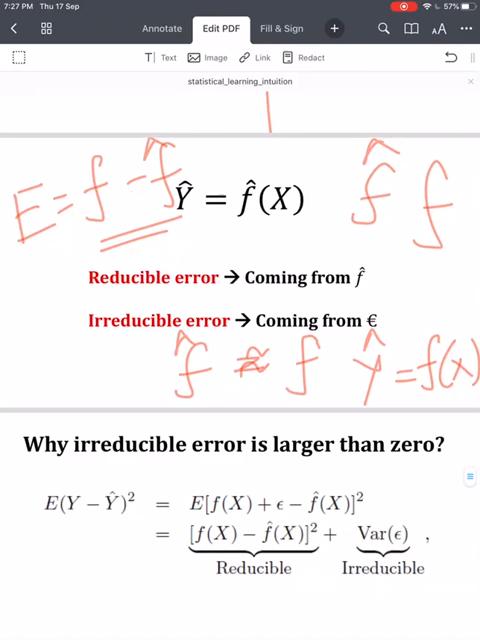 7:27 PM Thu 17 Sep 57%
Annotate Edit PDF Fill & Sign
Text Image Link Redact AA
statistical_learning_intuition
E = f - f̂ Ŷ = f̂(X) f̂ f
Reducible error → Coming from f̂
Irreducible error → Coming from €
f̂ ≈ f Ŷ = f(X)
Why irreducible error is larger than zero?
E(Y − Ŷ)² = E[f(X) + ϵ − f̂(X)]²
= [f(X) − f̂(X)]² + Var(ϵ) ,
Reducible Irreducible